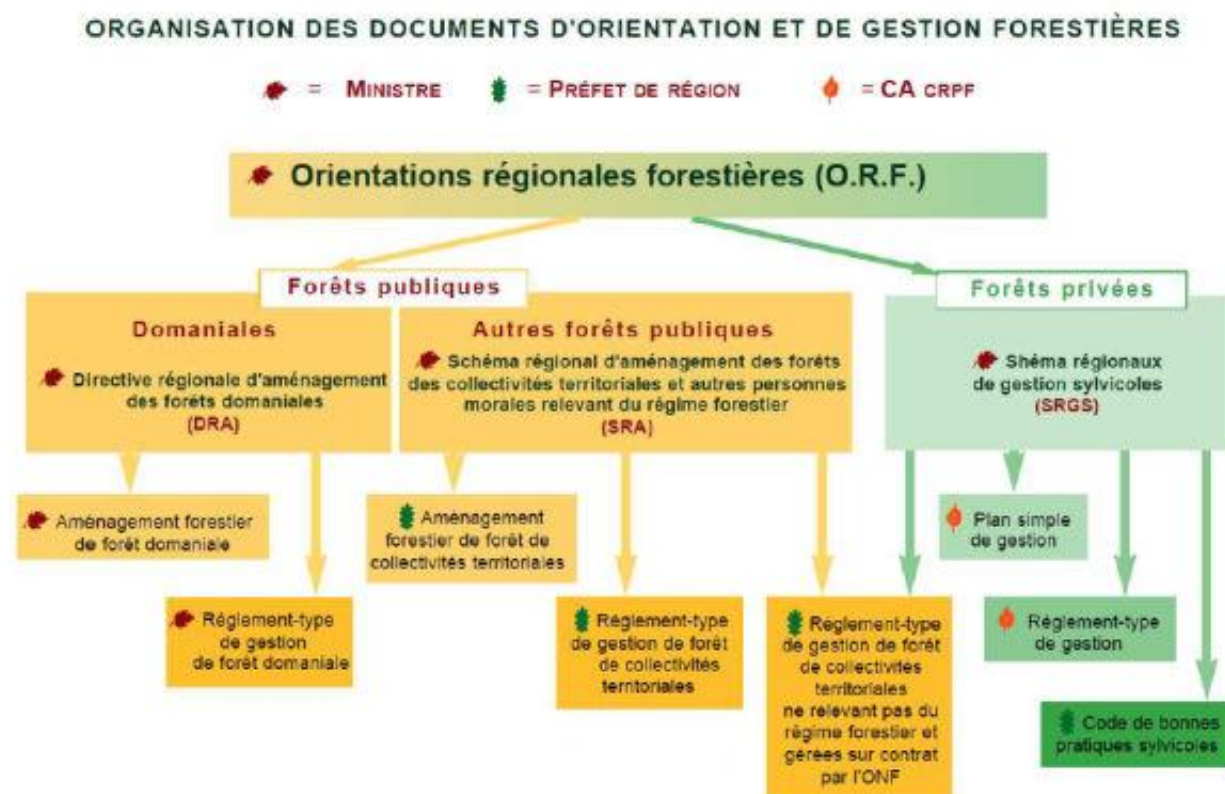 ORGANISATION DES DOCUMENTS D'ORIENTATION ET DE GESTION FORESTIÈRES
= MINISTRE = PRÉFET DE RÉGION = CA CRPF
Orientations régionales forestières (O.R.F.)
Forêts publiques
Forêts privées
Domaniales
Directive régionale d'aménagement
des forêts domaniales
(DRA)
Autres forêts publiques
Schéma régional d'aménagement des forêts
des collectivités territoriales et autres personnes
morales relevant du régime forestier
(SRA)
Shéma régionaux
de gestion sylvicoles
(SRGS)
Aménagement forestier
de forêt domaniale
Aménagement
forestier de forêt de
collectivités territoriales
Plan simple
de gestion
Réglement-type
de gestion
de forêt domaniale
Réglement-type
de gestion de forêt
de collectivités
territoriales
Réglement-type
de gestion de forêt
de collectivités
territoriales
ne relevant pas du
régime forestier et
gérées sur contrat
par l'ONF
Réglement-type
de gestion
Code de bonnes
pratiques sylvicoles